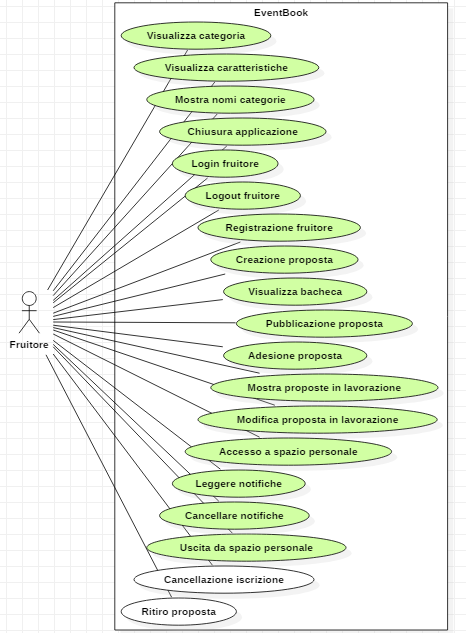 EventBook
Visualizza categoria
Visualizza caratteristiche
Mostra nomi categorie
Chiusura applicazione
Login fruitore
Logout fruitore
Registrazione fruitore
Creazione proposta
Visualizza bacheca
Pubblicazione proposta
Fruitore
Adesione proposta
Mostra proposte in lavorazione
Modifica proposta in lavorazione
Accesso a spazio personale
Leggere notifiche
Cancellare notifiche
Uscita da spazio personale
Cancellazione iscrizione
Ritiro proposta